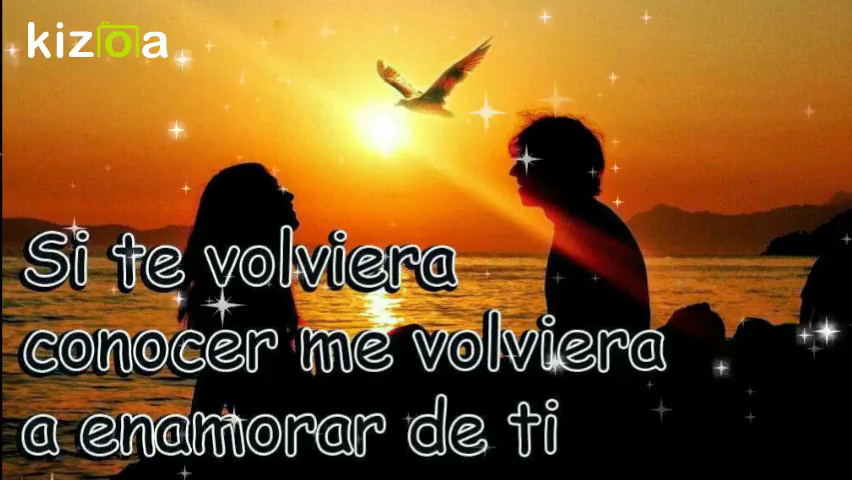 kizoa
Si te volviera
conocer me volviera
a enamorar de ti